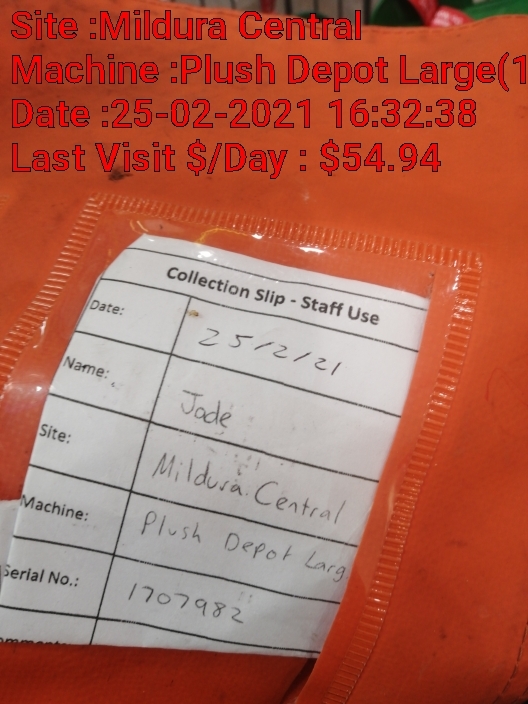 Site :Mildura Central
Machine :Plush Depot Large(1
Date :25-02-2021 16:32:38
Last Visit $/Day : $54.94
Collection Slip - Staff Use
Date: 25/2/21
Name: Jade
Site: Mildura Central
Machine: Plush Depot Larg
Serial No.: 1707982